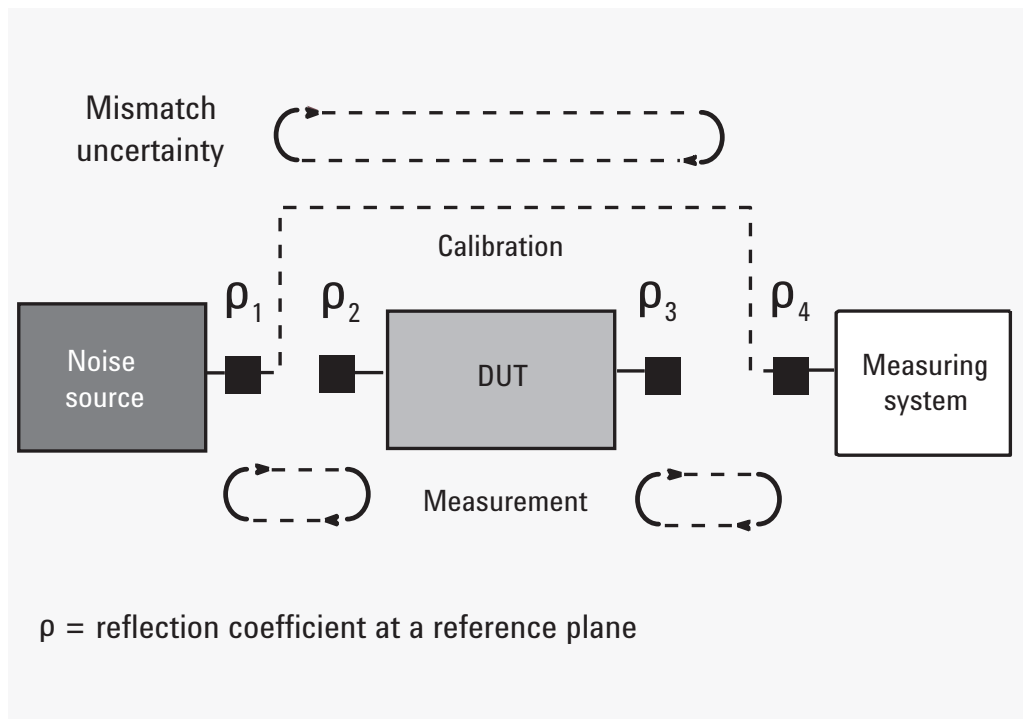 Mismatch
uncertainty
Calibration
ρ1
ρ2
ρ3
ρ4
Noise
source
DUT
Measuring
system
Measurement
ρ = reflection coefficient at a reference plane